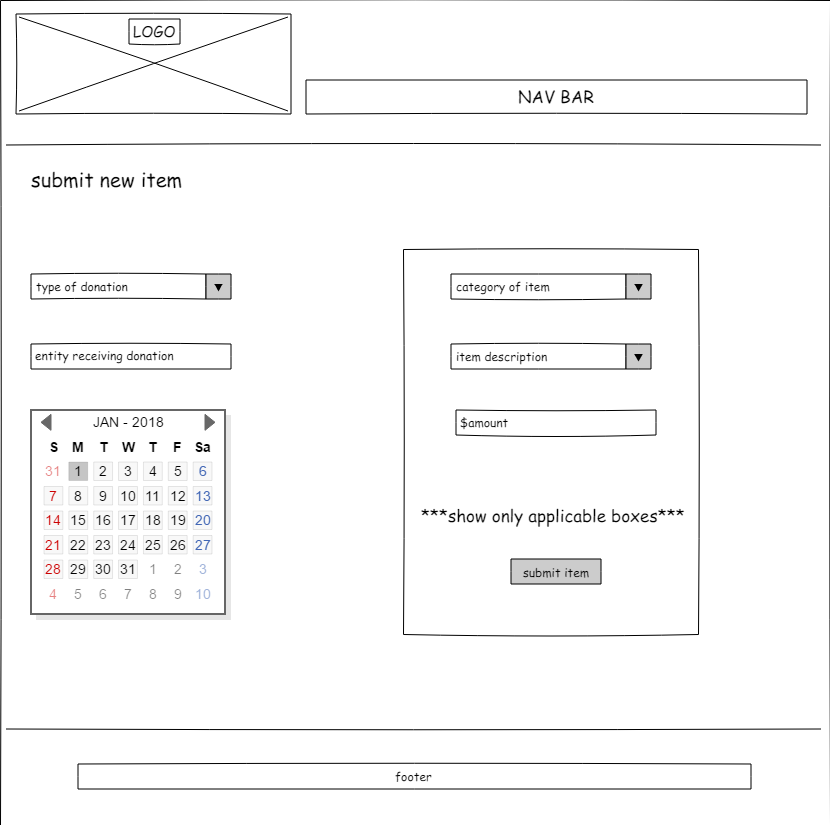 LOGO
NAV BAR
submit new item
type of donation ▼
entity receiving donation
JAN - 2018
S M T W T F Sa
31 1 2 3 4 5 6
7 8 9 10 11 12 13
14 15 16 17 18 19 20
21 22 23 24 25 26 27
28 29 30 31 1 2 3
4 5 6 7 8 9 10
category of item ▼
item description ▼
$amount
***show only applicable boxes***
submit item
footer